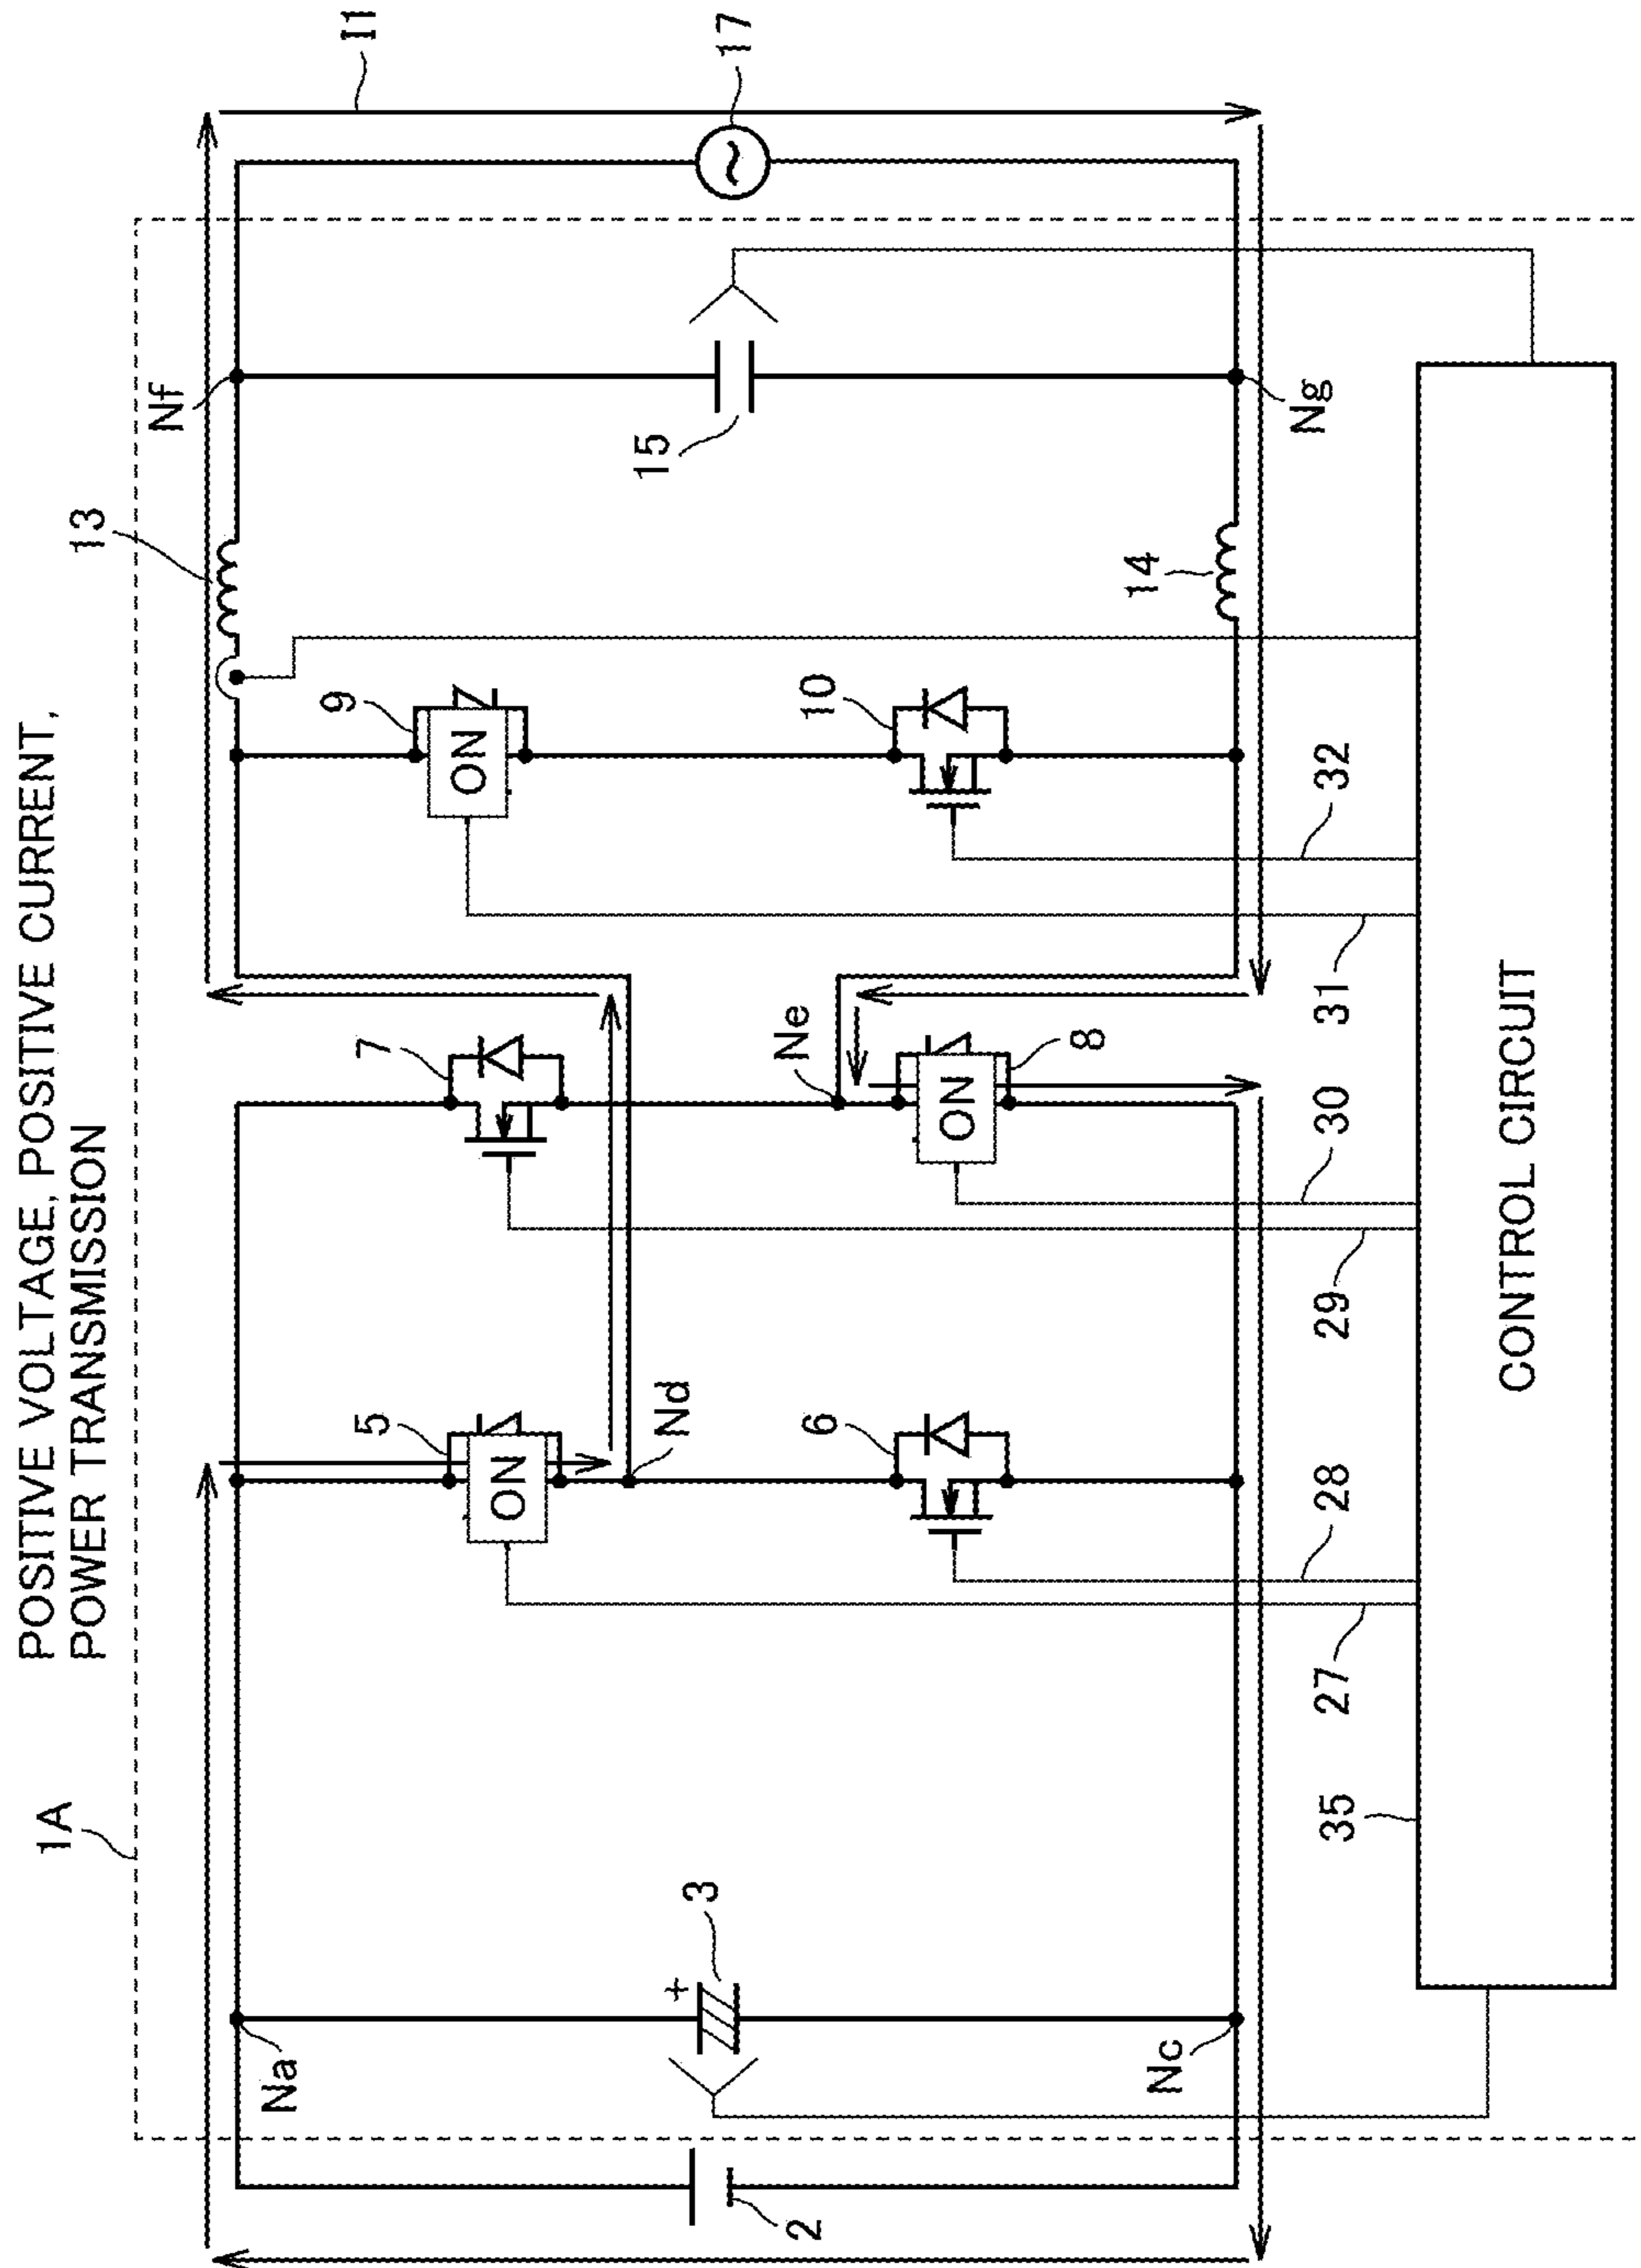 POSITIVE VOLTAGE, POSITIVE CURRENT,
POWER TRANSMISSION
1A
13
Nf
I1
Na
5
7
9
Nd
3
+
2
ON
ON
ON
Ne
6
8
10
14
15
17
Nc
Ng
27
28
29
30
31
32
35
CONTROL CIRCUIT